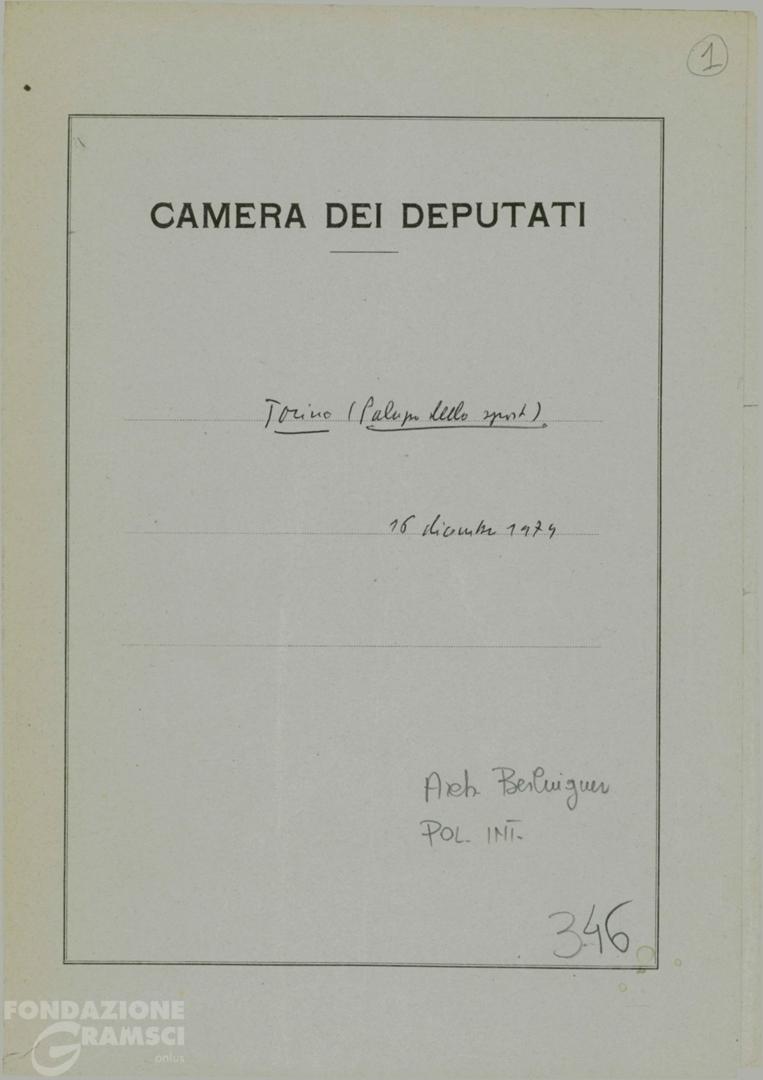 1
CAMERA DEI DEPUTATI
Torino (Palazzo dello sport).
16 dicembre 1979
Arch Berlinguer
POL. INT.
346
FONDAZIONE
GRAMSCI
onlus